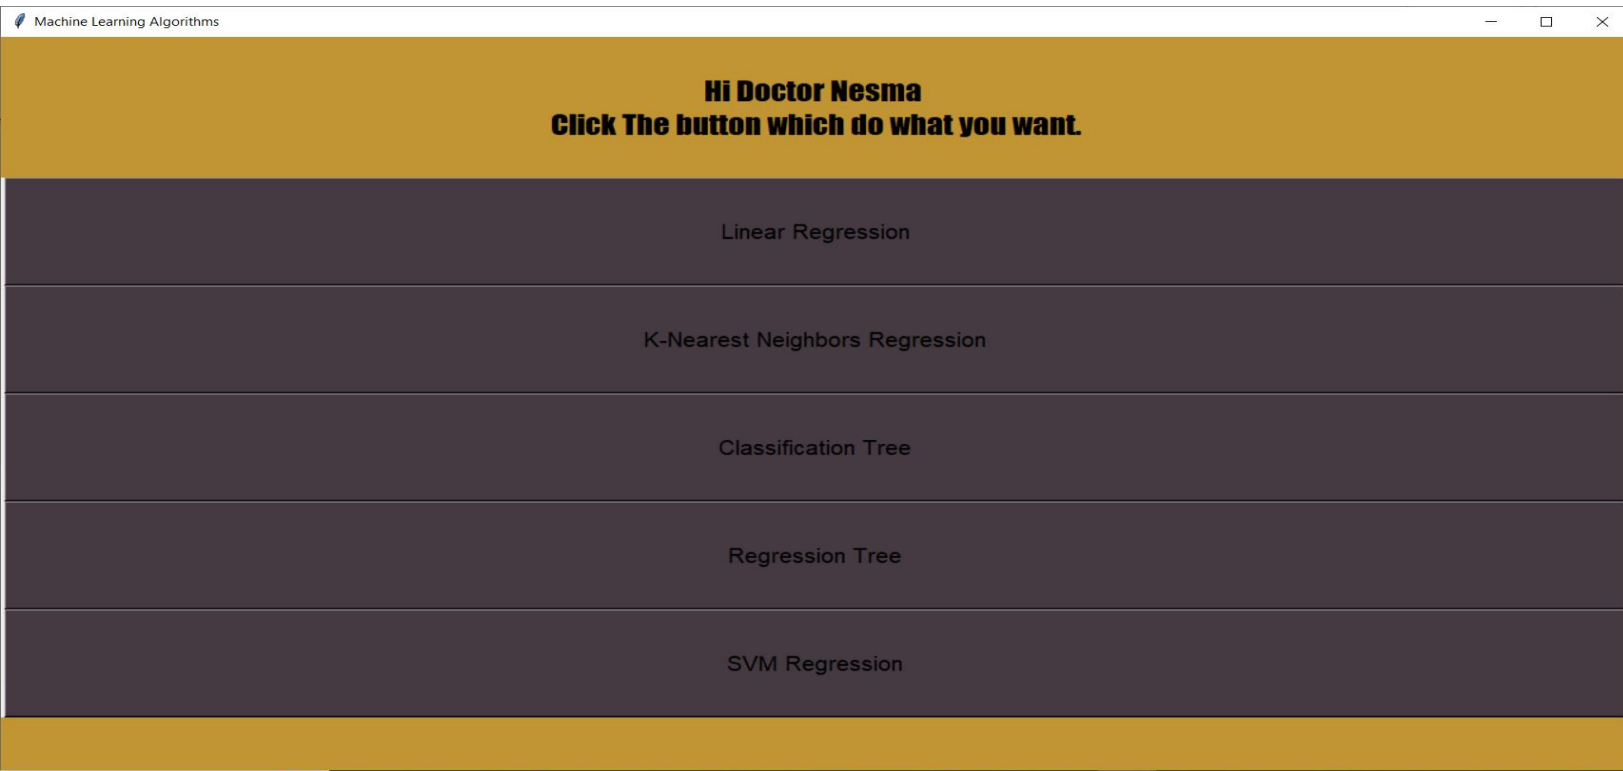 Machine Learning Algorithms
Hi Doctor Nesma
Click The button which do what you want.
Linear Regression
K-Nearest Neighbors Regression
Classification Tree
Regression Tree
SVM Regression